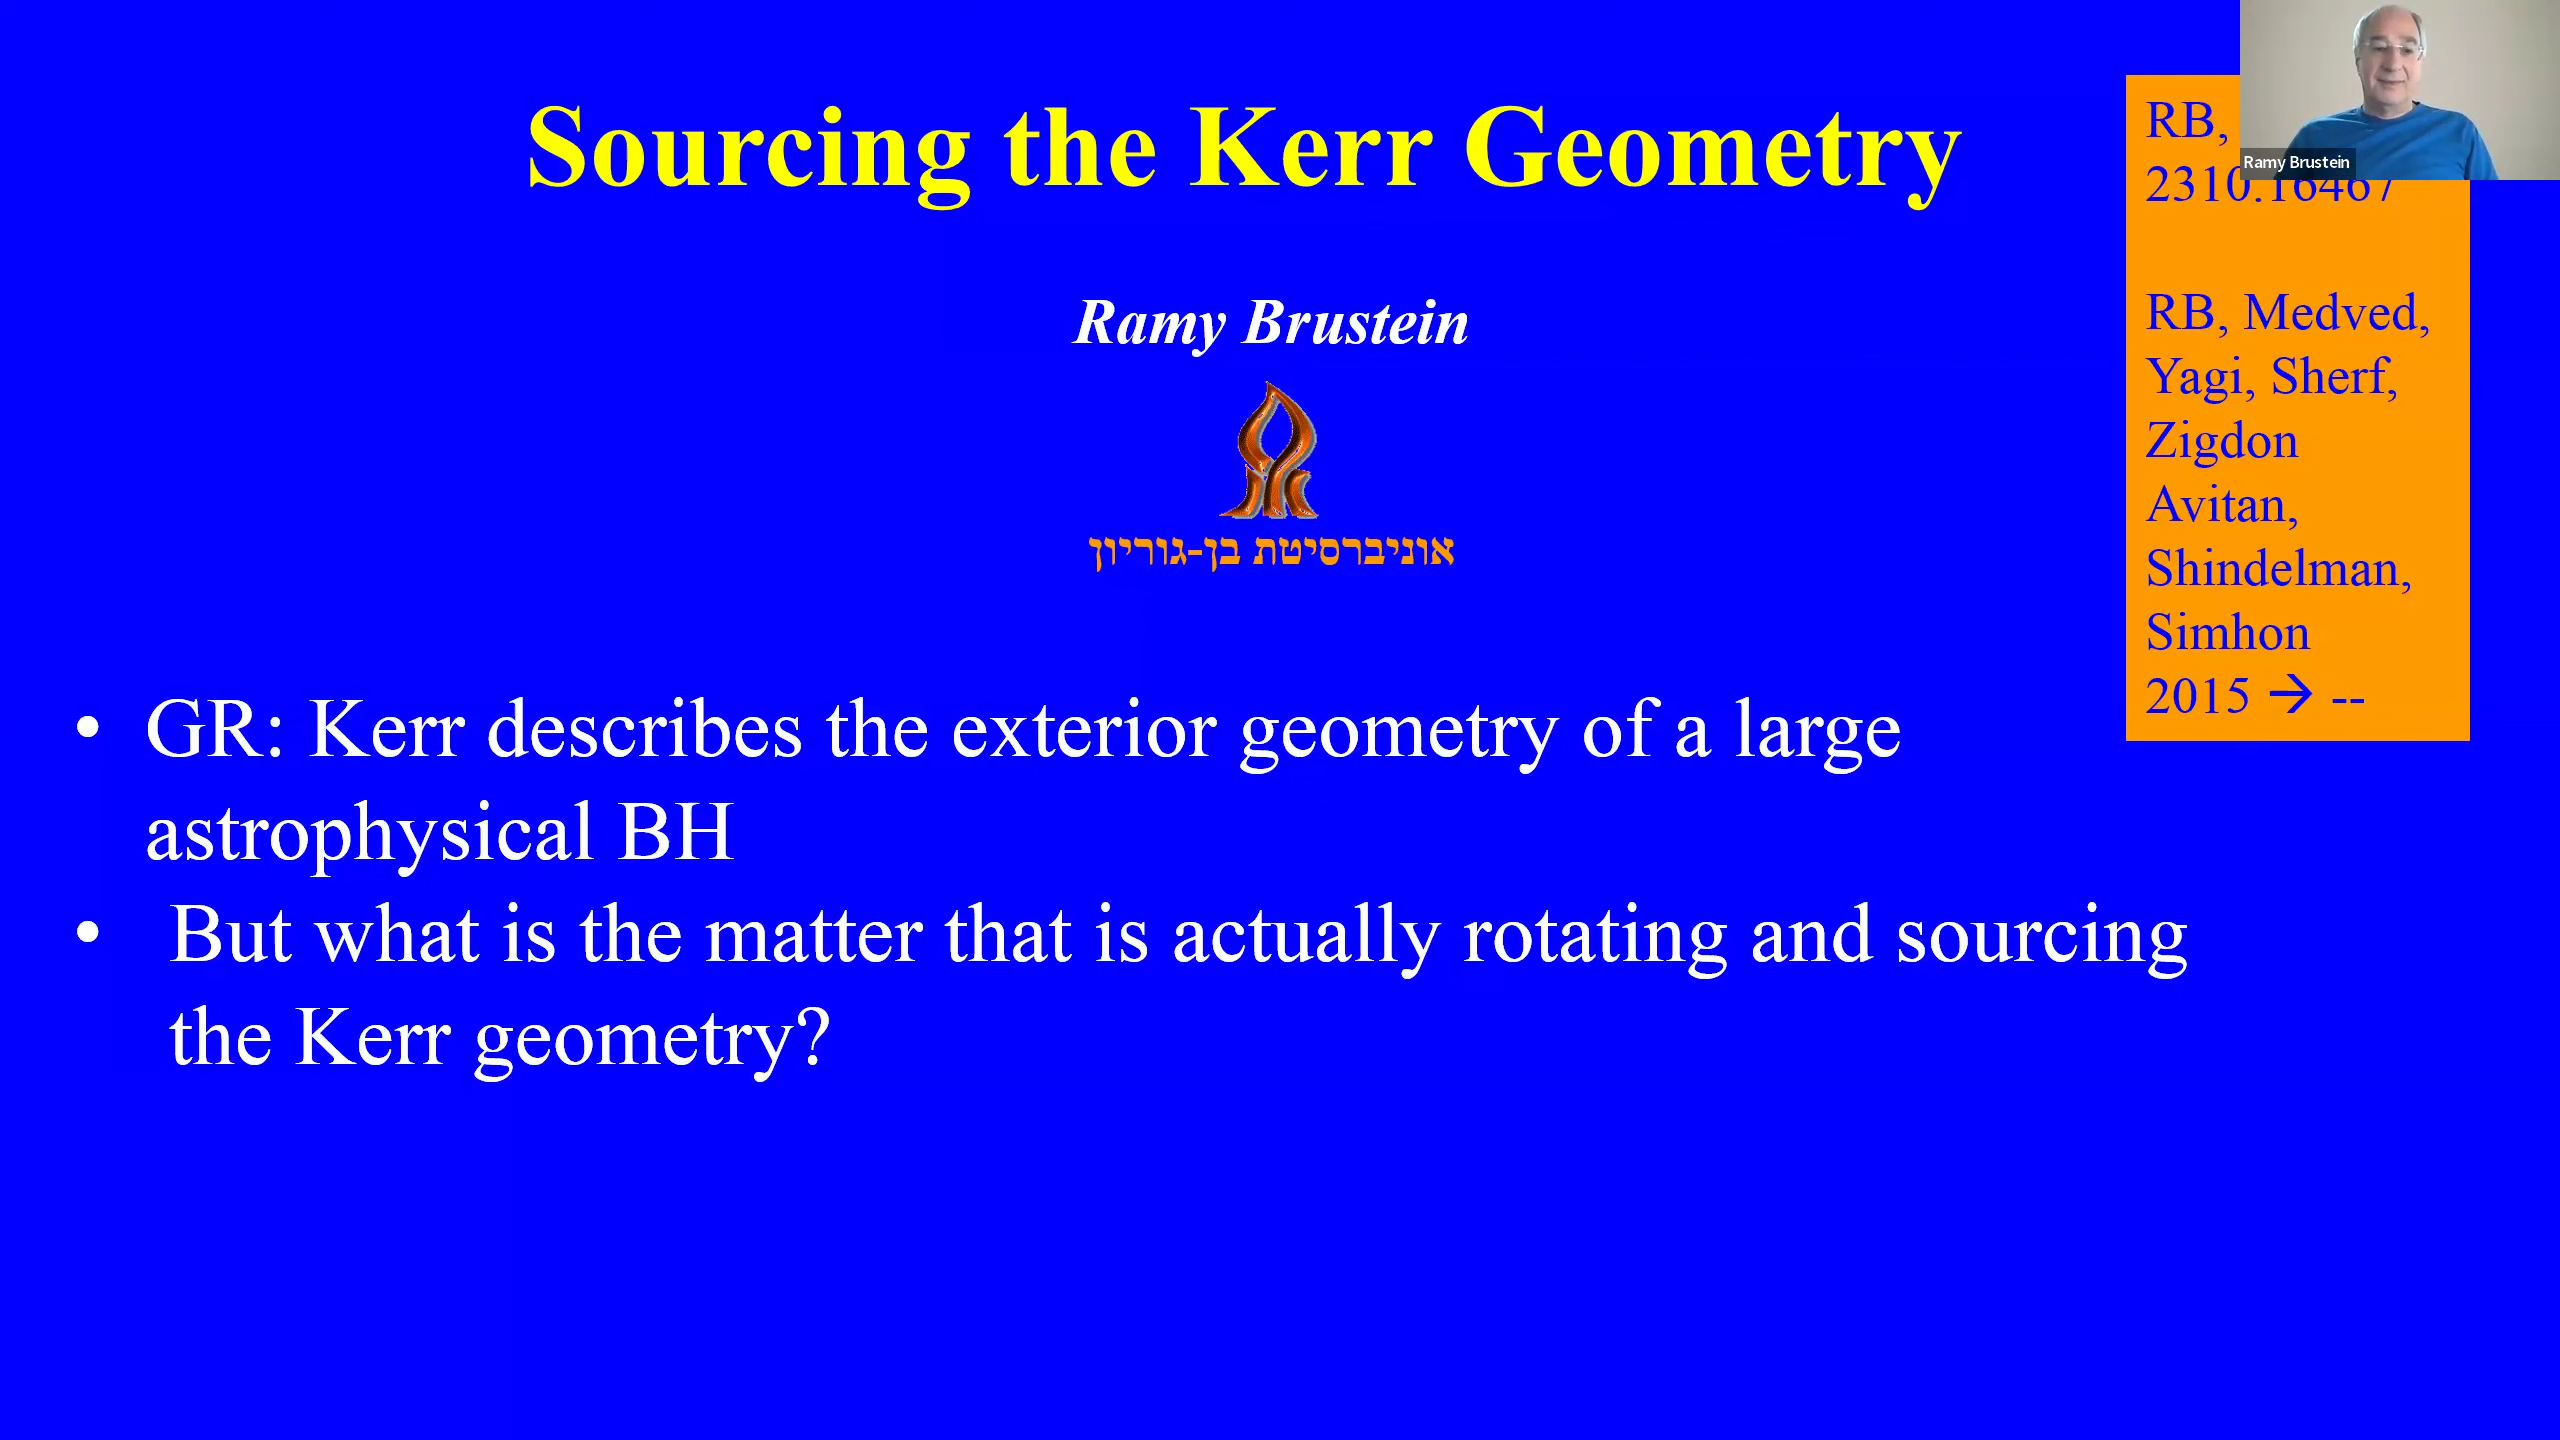 Sourcing the Kerr Geometry
Ramy Brustein
אוניברסיטת בן-גוריון
GR: Kerr describes the exterior geometry of a large
astrophysical BH
But what is the matter that is actually rotating and sourcing
the Kerr geometry?
RB,
2310.16467
RB, Medved,
Yagi, Sherf,
Zigdon
Avitan,
Shindelman,
Simhon
2015 → --
Ramy Brustein